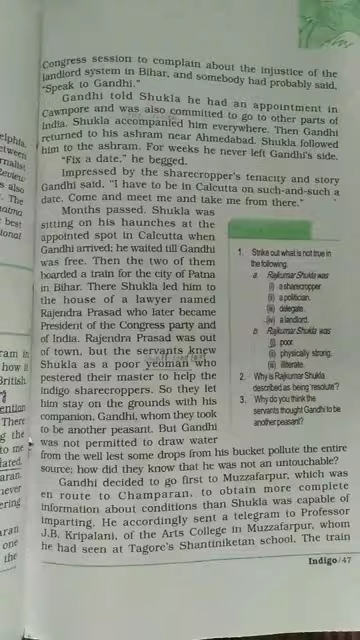 Congress session to complain about the injustice of the
landlord system in Bihar, and somebody had probably said,
"Speak to Gandhi."
Gandhi told Shukla he had an appointment in
Cawnpore and was also committed to go to other parts of
India. Shukla accompanied him everywhere. Then Gandhi
returned to his ashram near Ahmedabad. Shukla followed
him to the ashram. For weeks he never left Gandhi's side.
"Fix a date," he begged.
Impressed by the sharecropper's tenacity and story
Gandhi said, "I have to be in Calcutta on such-and-such a
date. Come and meet me and take me from there."
Months passed. Shukla was
sitting on his haunches at the
appointed spot in Calcutta when
Gandhi arrived; he waited till Gandhi
was free. Then the two of them
boarded a train for the city of Patna
in Bihar. There Shukla led him to
the house of a lawyer named
Rajendra Prasad who later became
President of the Congress party and
of India. Rajendra Prasad was out
of town, but the servants knew
Shukla as a poor yeoman who
pestered their master to help the
indigo sharecroppers. So they let
him stay on the grounds with his
companion, Gandhi, whom they took
to be another peasant. But Gandhi
was not permitted to draw water
from the well lest some drops from his bucket pollute the entire
source; how did they know that he was not an untouchable?
Gandhi decided to go first to Muzzafarpur, which was
en route to Champaran, to obtain more complete
information about conditions than Shukla was capable of
imparting. He accordingly sent a telegram to Professor
J.B. Kripalani, of the Arts College in Muzzafarpur, whom
he had seen at Tagore's Shantiniketan school. The train
1. Strike out what is not true in
the following.
a. Rajkumar Shukla was
(i) a sharecropper
(ii) a politician.
(iii) delegate.
(iv) a landlord.
b. Rajkumar Shukla was
(i) poor
(ii) physically strong.
(iii) illiterate.
2. Why is Rajkumar Shukla
described as being 'resolute'?
3. Why do you think the
servants thought Gandhi to be
another peasant?
Indigo/47